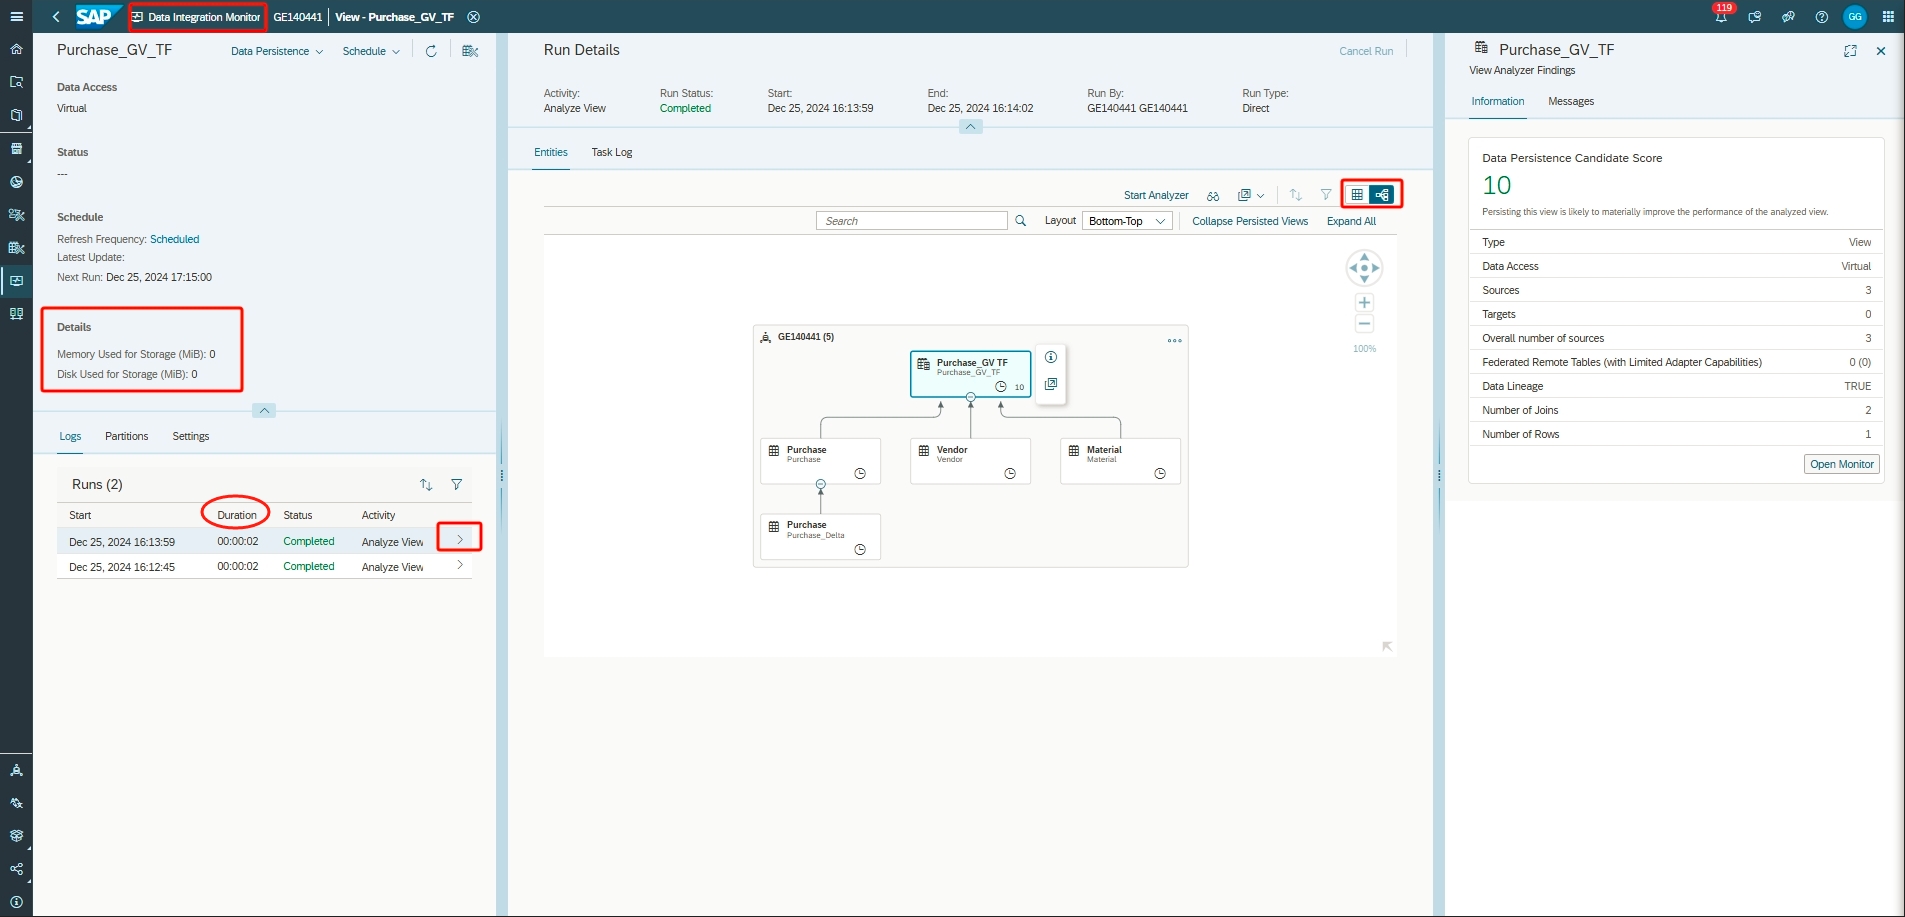 SAP Data Integration Monitor GE140441 View - Purchase_GV_TF 119 GG
Purchase_GV_TF Data Persistence Schedule
Data Access
Virtual
Status
---
Schedule
Refresh Frequency: Scheduled
Latest Update:
Next Run: Dec 25, 2024 17:15:00
Details
Memory Used for Storage (MiB): 0
Disk Used for Storage (MiB): 0
Logs Partitions Settings
Runs (2)
Start Duration Status Activity
Dec 25, 2024 16:13:59 00:00:02 Completed Analyze View
Dec 25, 2024 16:12:45 00:00:02 Completed Analyze View
Run Details Cancel Run
Activity: Run Status: Start: End: Run By: Run Type:
Analyze View Completed Dec 25, 2024 16:13:59 Dec 25, 2024 16:14:02 GE140441 GE140441 Direct
Entities Task Log
Start Analyzer
Search Layout Bottom-Top Collapse Persisted Views Expand All
100%
GE140441 (5)
Purchase_GV TF
Purchase_GV_TF
10
Purchase
Purchase
Vendor
Vendor
Material
Material
Purchase
Purchase_Delta
Purchase_GV_TF
View Analyzer Findings
Information Messages
Data Persistence Candidate Score
10
Persisting this view is likely to materially improve the performance of the analyzed view.
Type View
Data Access Virtual
Sources 3
Targets 0
Overall number of sources 3
Federated Remote Tables (with Limited Adapter Capabilities) 0 (0)
Data Lineage TRUE
Number of Joins 2
Number of Rows 1
Open Monitor